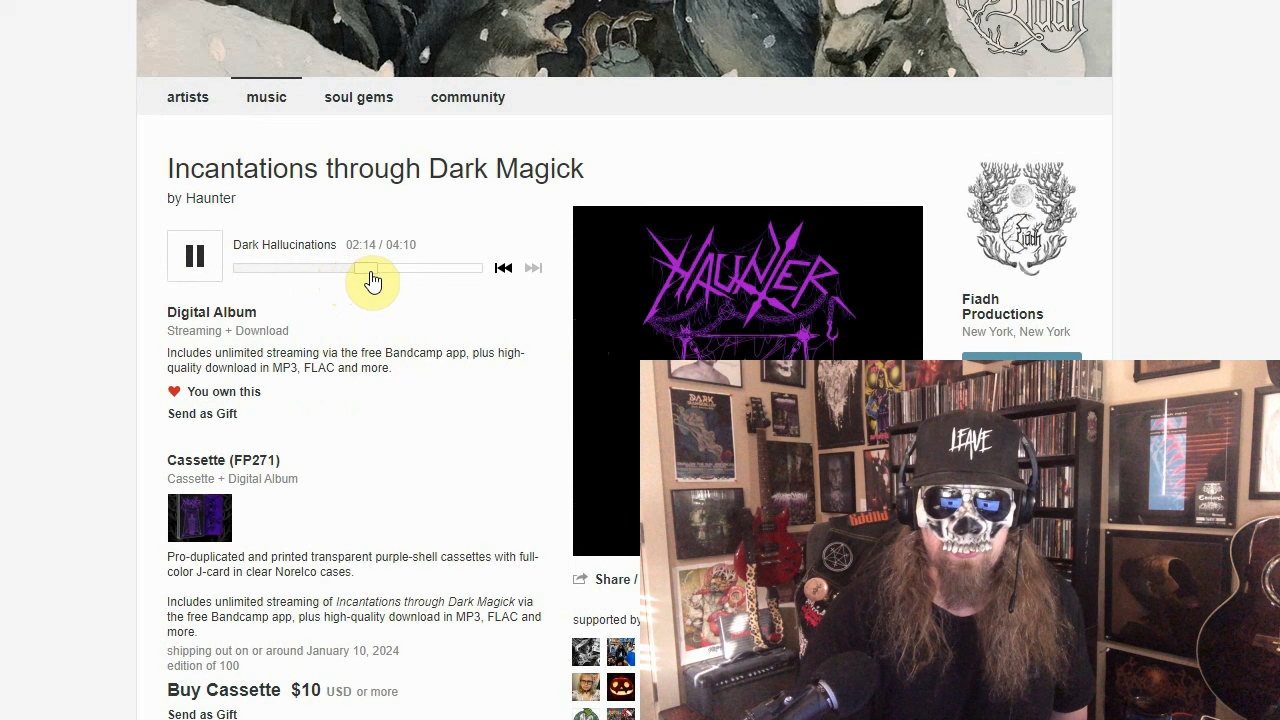 Fiadh
artists
music
soul gems
community
Incantations through Dark Magick
by Haunter
Dark Hallucinations 02:14 / 04:10
Digital Album
Streaming + Download
Includes unlimited streaming via the free Bandcamp app, plus high-
quality download in MP3, FLAC and more.
You own this
Send as Gift
Cassette (FP271)
Cassette + Digital Album
Pro-duplicated and printed transparent purple-shell cassettes with full-
color J-card in clear Norelco cases.
Includes unlimited streaming of Incantations through Dark Magick via
the free Bandcamp app, plus high-quality download in MP3, FLAC and
more.
shipping out on or around January 10, 2024
edition of 100
Buy Cassette $10 USD or more
Send as Gift
HAUNTER
Share /
supported by
Fiadh
Fiadh
Productions
New York, New York
DARK
LEAVE